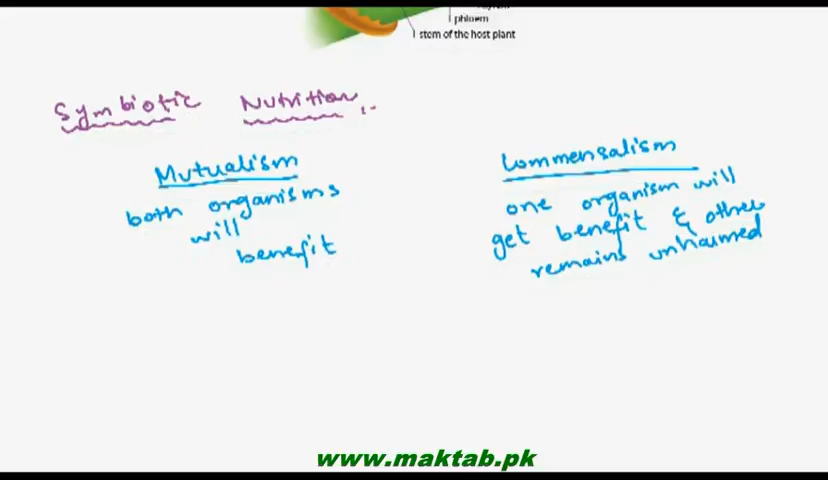 phloem
stem of the host plant
Symbiotic Nutrition :-
Mutualism
both organisms
will
benefit
Commensalism
one organism will
get benefit & other
remains unharmed
www.maktab.pk